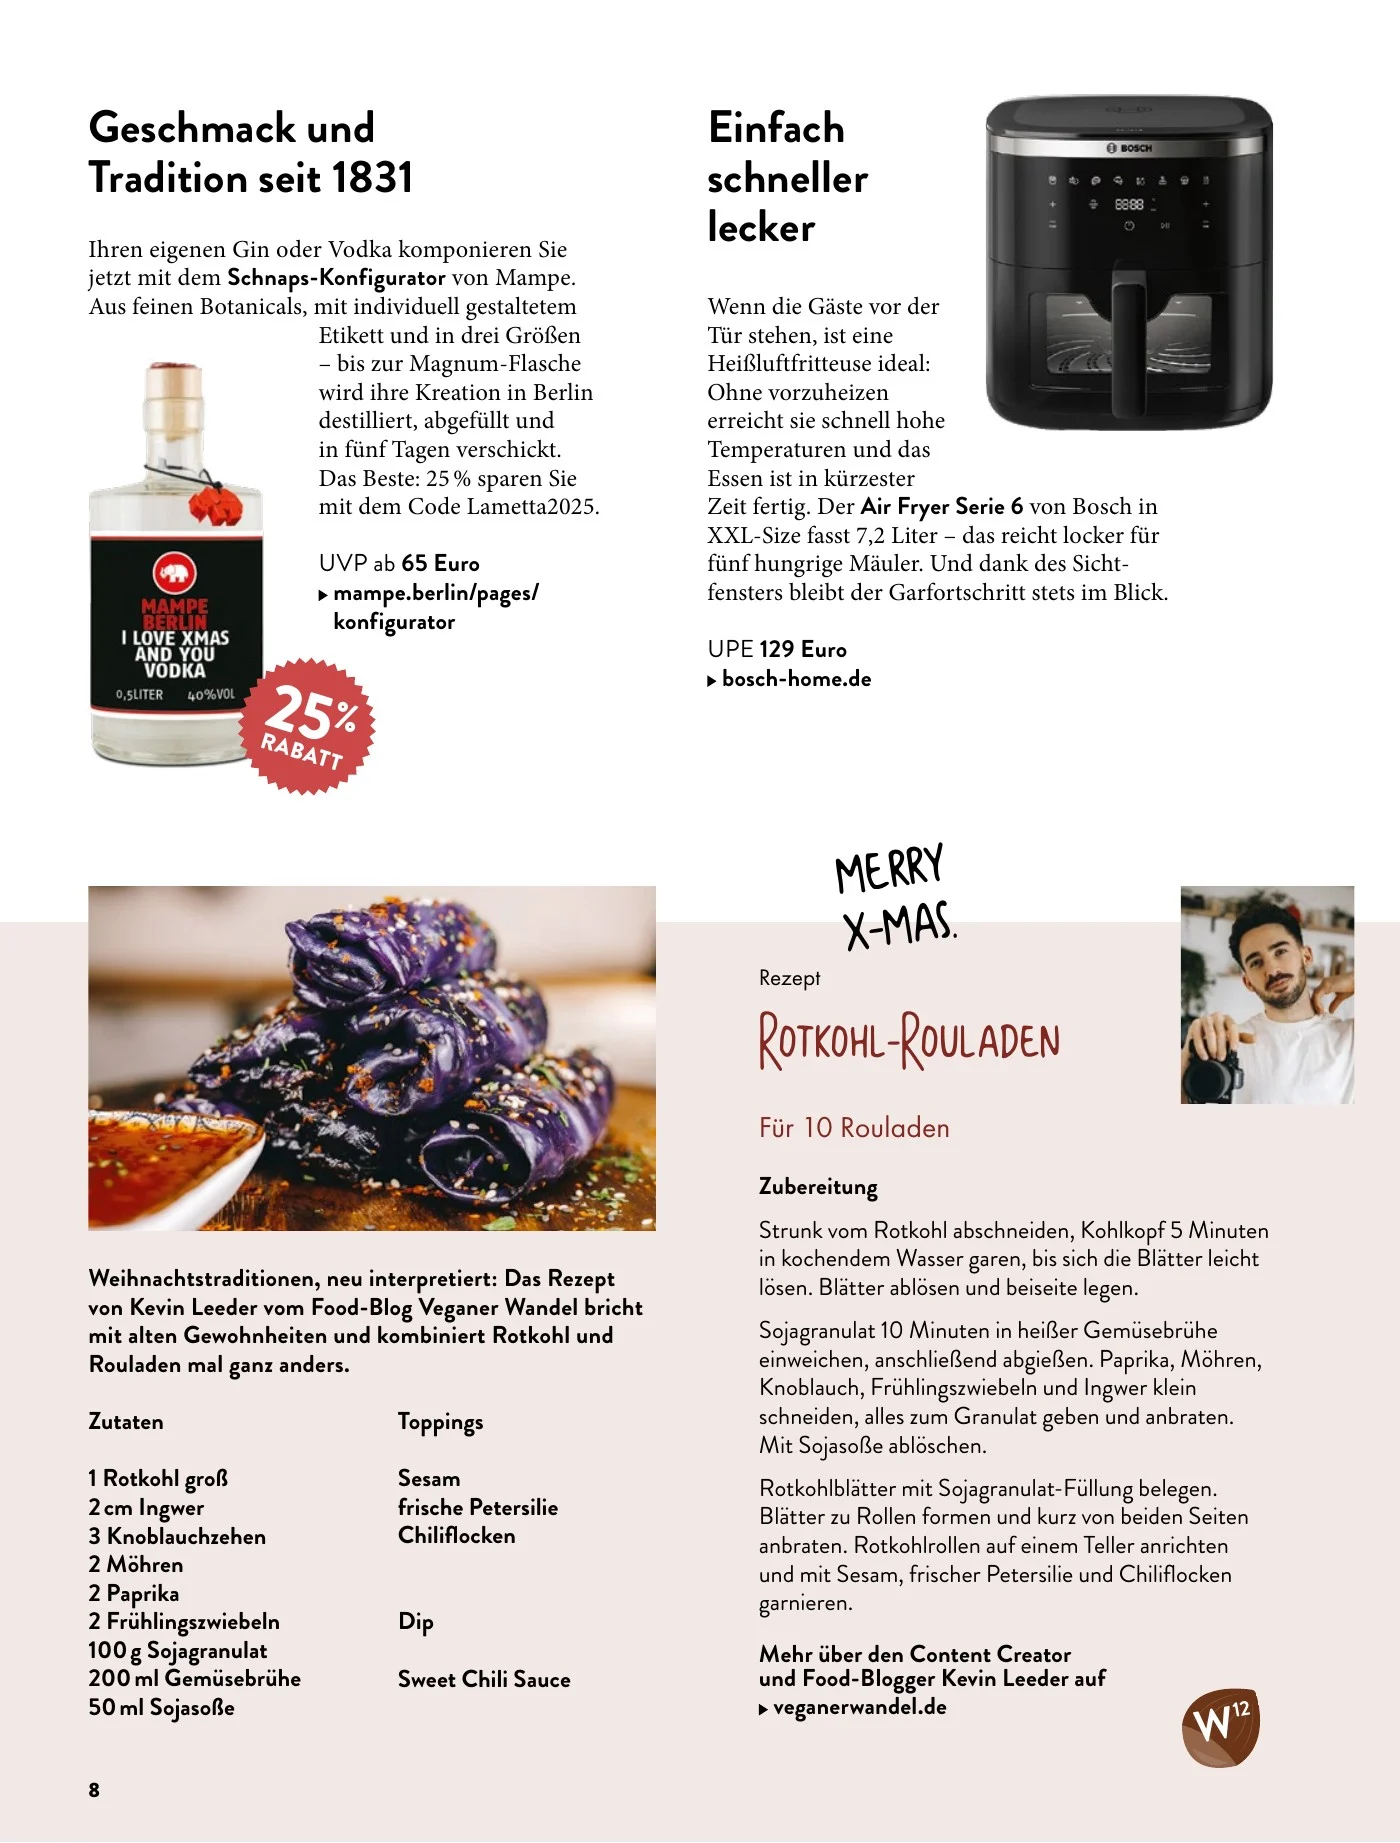 Geschmack und
Tradition seit 1831
Ihren eigenen Gin oder Vodka komponieren Sie
jetzt mit dem Schnaps-Konfigurator von Mampe.
Aus feinen Botanicals, mit individuell gestaltetem
Etikett und in drei Größen
– bis zur Magnum-Flasche
wird ihre Kreation in Berlin
destilliert, abgefüllt und
in fünf Tagen verschickt.
Das Beste: 25 % sparen Sie
mit dem Code Lametta2025.
UVP ab 65 Euro
mampe.berlin/pages/
konfigurator
MAMPE
BERLIN
I LOVE XMAS
AND YOU
VODKA
0,5LITER 40%VOL
25%
RABATT
Einfach
schneller
lecker
Wenn die Gäste vor der
Tür stehen, ist eine
Heißluftfritteuse ideal:
Ohne vorzuheizen
erreicht sie schnell hohe
Temperaturen und das
Essen ist in kürzester
Zeit fertig. Der Air Fryer Serie 6 von Bosch in
XXL-Size fasst 7,2 Liter – das reicht locker für
fünf hungrige Mäuler. Und dank des Sicht-
fensters bleibt der Garfortschritt stets im Blick.
UPE 129 Euro
bosch-home.de
BOSCH
88:88
Weihnachtstraditionen, neu interpretiert: Das Rezept
von Kevin Leeder vom Food-Blog Veganer Wandel bricht
mit alten Gewohnheiten und kombiniert Rotkohl und
Rouladen mal ganz anders.
Zutaten
1 Rotkohl groß
2 cm Ingwer
3 Knoblauchzehen
2 Möhren
2 Paprika
2 Frühlingszwiebeln
100 g Sojagranulat
200 ml Gemüsebrühe
50 ml Sojasoße
Toppings
Sesam
frische Petersilie
Chiliflocken
Dip
Sweet Chili Sauce
MERRY
X-MAS.
Rezept
ROTKOHL-ROULADEN
Für 10 Rouladen
Zubereitung
Strunk vom Rotkohl abschneiden, Kohlkopf 5 Minuten
in kochendem Wasser garen, bis sich die Blätter leicht
lösen. Blätter ablösen und beiseite legen.
Sojagranulat 10 Minuten in heißer Gemüsebrühe
einweichen, anschließend abgießen. Paprika, Möhren,
Knoblauch, Frühlingszwiebeln und Ingwer klein
schneiden, alles zum Granulat geben und anbraten.
Mit Sojasoße ablöschen.
Rotkohlblätter mit Sojagranulat-Füllung belegen.
Blätter zu Rollen formen und kurz von beiden Seiten
anbraten. Rotkohlrollen auf einem Teller anrichten
und mit Sesam, frischer Petersilie und Chiliflocken
garnieren.
Mehr über den Content Creator
und Food-Blogger Kevin Leeder auf
veganerwandel.de
W12
8